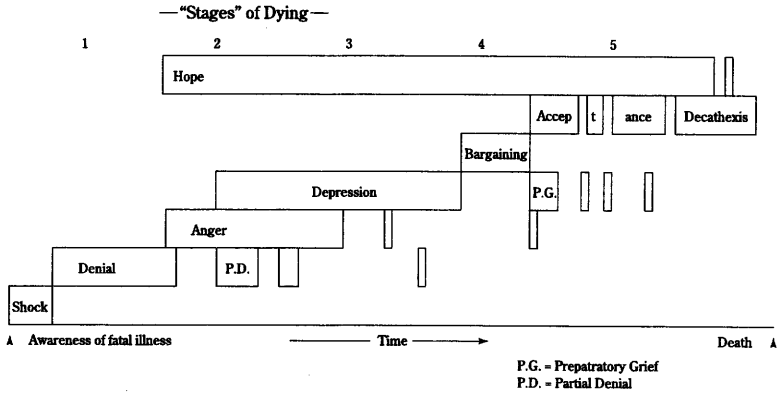 —“Stages” of Dying—
1 2 3 4 5
Hope
Accep t ance Decathexis
Bargaining
Depression P.G.
Anger
Denial P.D.
Shock
Awareness of fatal illness Time Death
P.G. = Prepatratory Grief
P.D. = Partial Denial